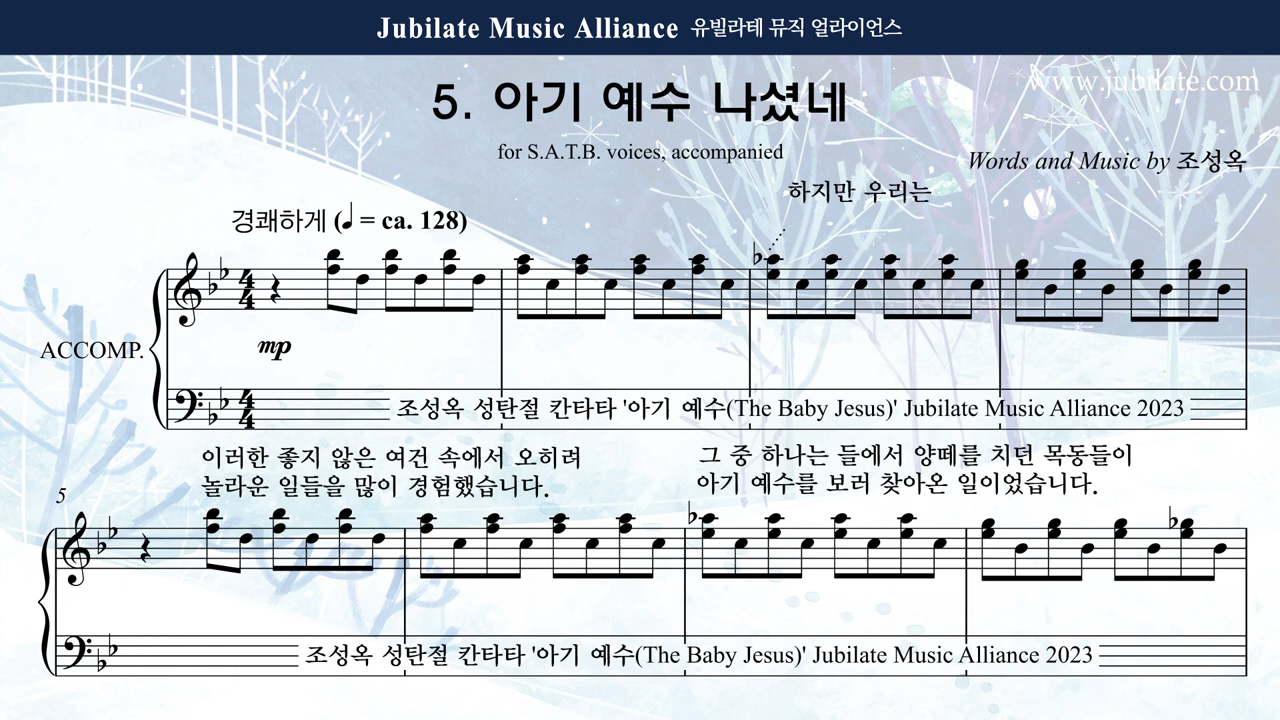 Jubilate Music Alliance 유빌라테 뮤직 얼라이언스
www.jubilate.com
5. 아기 예수 나셨네
for S.A.T.B. voices, accompanied
Words and Music by 조성옥
하지만 우리는
경쾌하게 (♩ = ca. 128)
mp
ACCOMP.
조성옥 성탄절 칸타타 '아기 예수(The Baby Jesus)' Jubilate Music Alliance 2023
이러한 좋지 않은 여건 속에서 오히려
놀라운 일들을 많이 경험했습니다.
그 중 하나는 들에서 양떼를 치던 목동들이
아기 예수를 보러 찾아온 일이었습니다.
5
조성옥 성탄절 칸타타 '아기 예수(The Baby Jesus)' Jubilate Music Alliance 2023